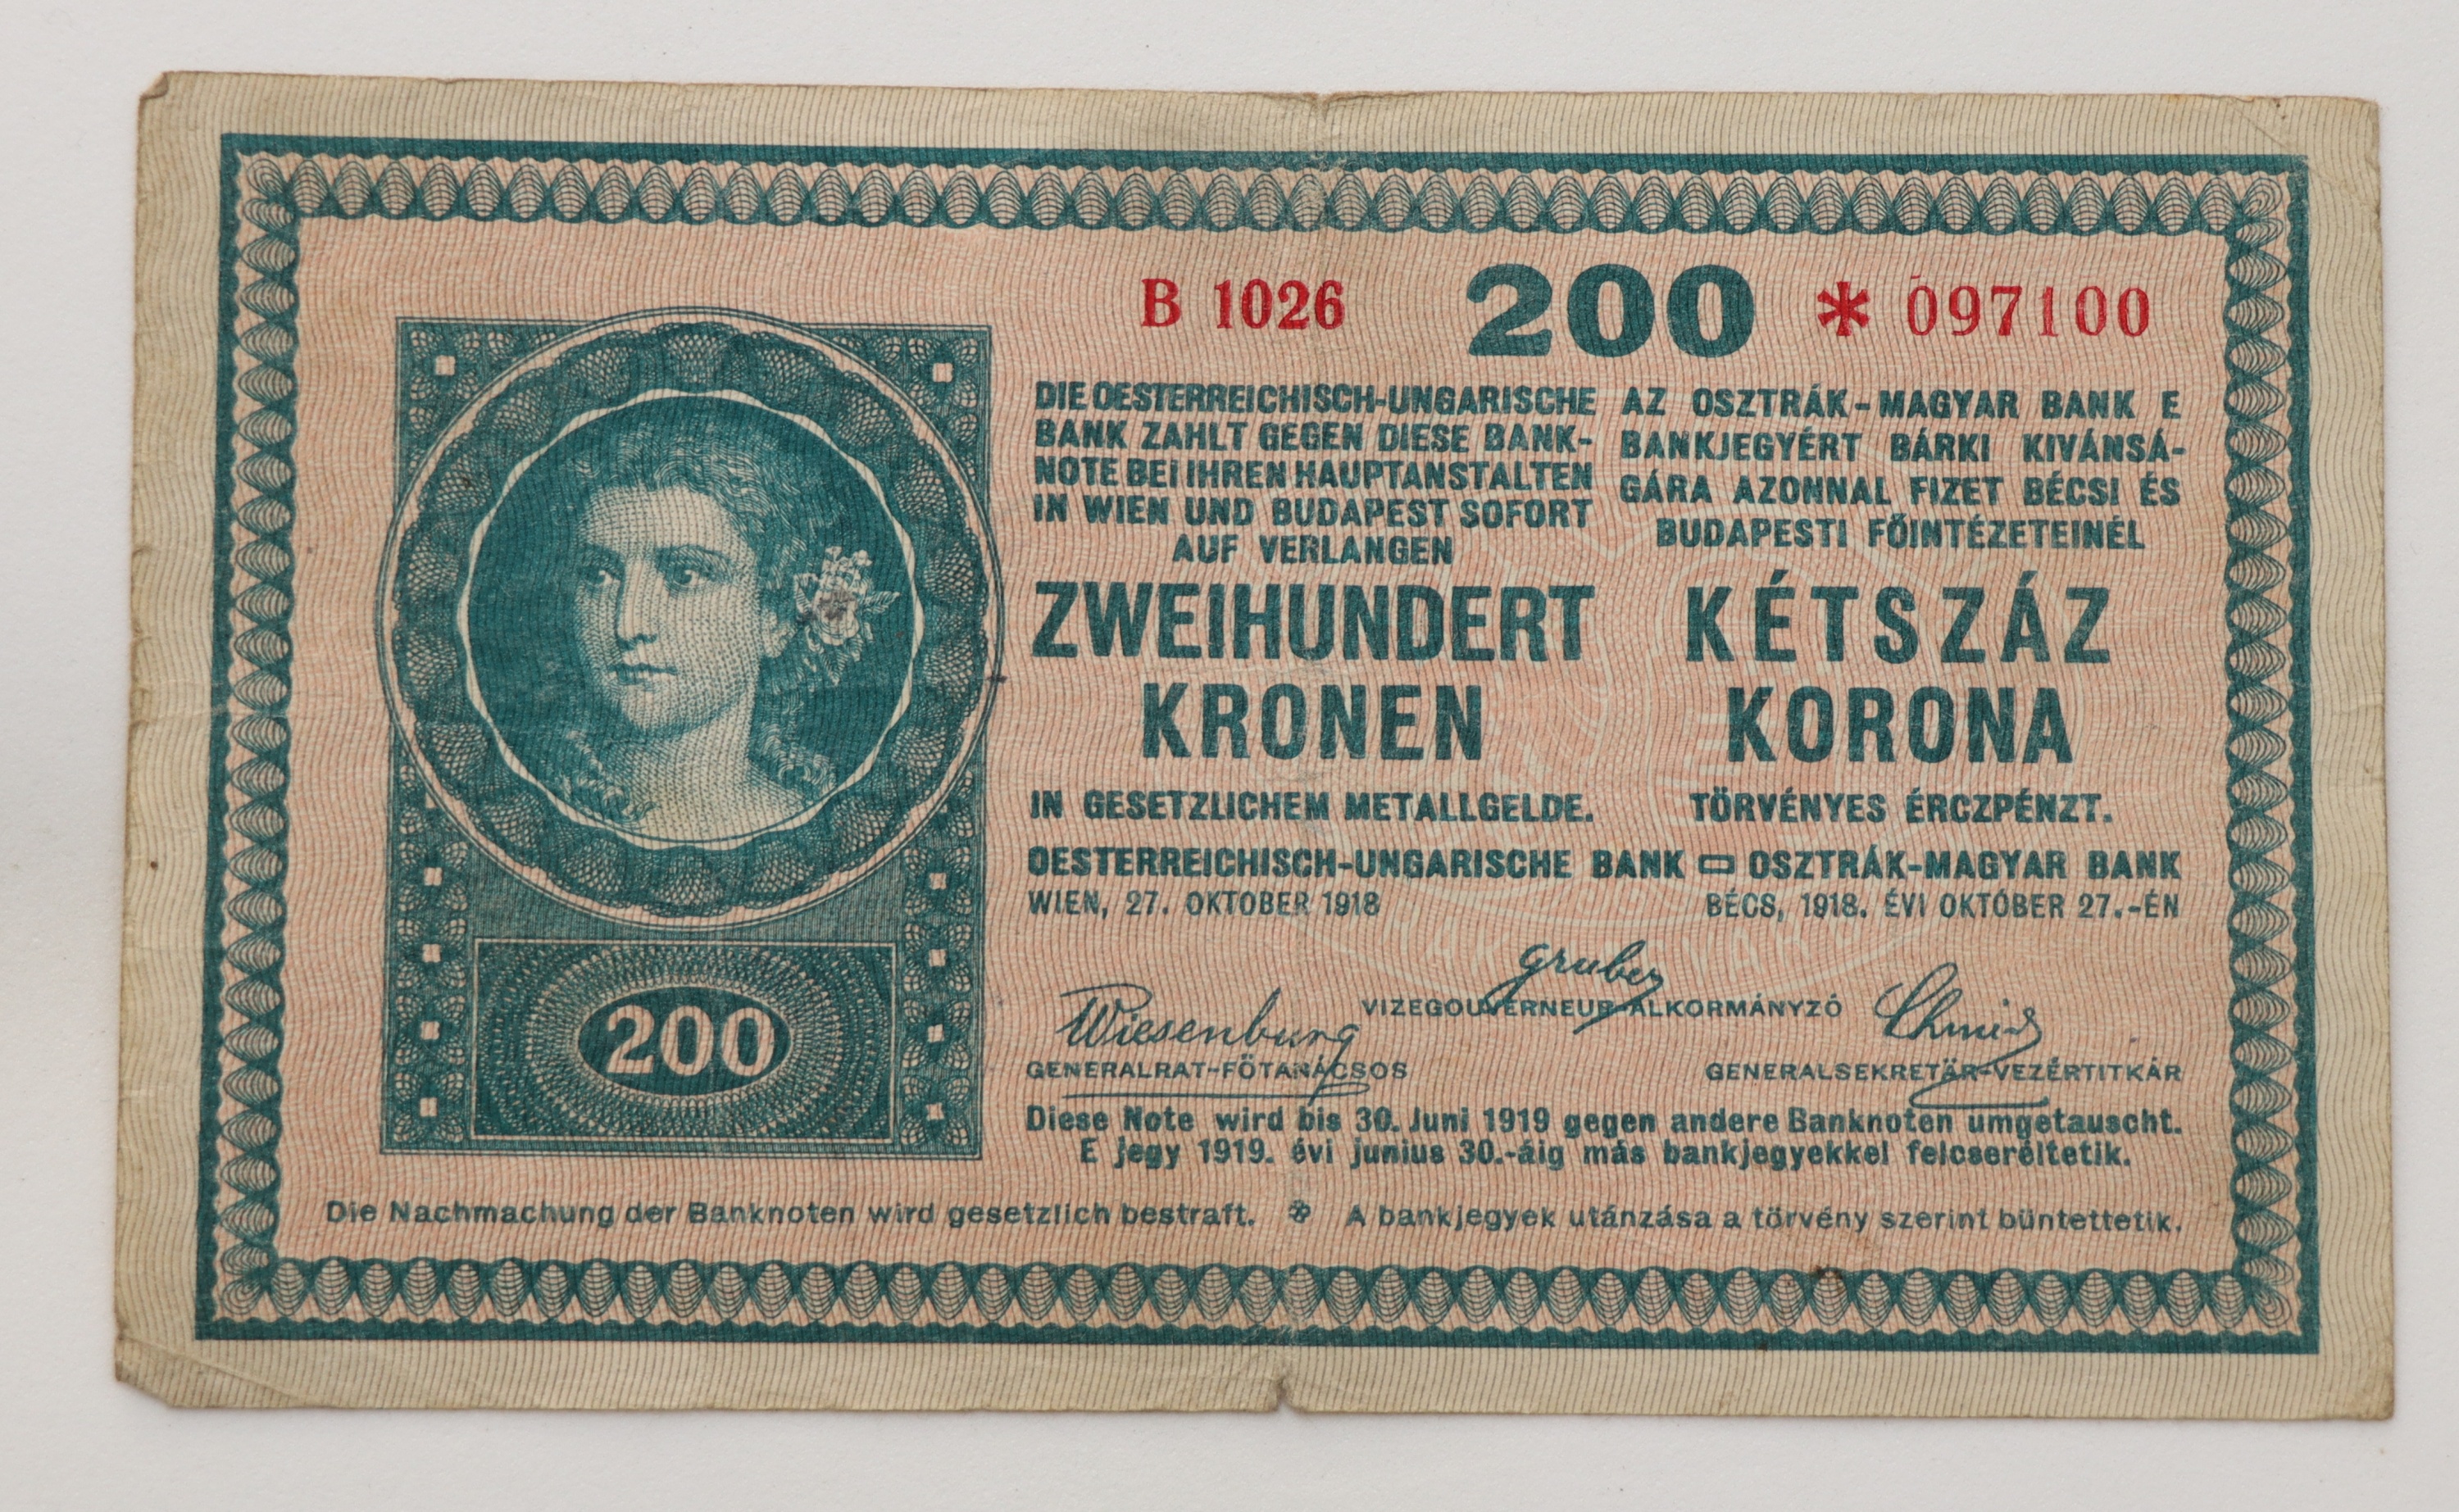 B 1026 200 * 097100
DIE OESTERREICHISCH-UNGARISCHE
BANK ZAHLT GEGEN DIESE BANK-
NOTE BEI IHREN HAUPTANSTALTEN
IN WIEN UND BUDAPEST SOFORT
AUF VERLANGEN
ZWEIHUNDERT
KRONEN
IN GESETZLICHEM METALLGELDE.
AZ OSZTRÁK-MAGYAR BANK E
BANKJEGYÉRT BÁRKI KIVÁNSÁ-
GÁRA AZONNAL FIZET BÉCSI ÉS
BUDAPESTI FŐINTÉZETEINÉL
KÉTSZÁZ
KORONA
TÖRVÉNYES ÉRCZPÉNZT.
OESTERREICHISCH-UNGARISCHE BANK ▭ OSZTRÁK-MAGYAR BANK
WIEN, 27. OKTOBER 1918
BÉCS, 1918. ÉVI OKTÓBER 27.-ÉN
Gruber
VIZEGOUVERNEUR-ALKORMÁNYZÓ
Wiesenburg
GENERALRAT-FŐTANÁCSOS
Schmid
GENERALSEKRETÄR-VEZÉRTITKÁR
200
Diese Note wird bis 30. Juni 1919 gegen andere Banknoten umgetauscht.
E jegy 1919. évi junius 30.-áig más bankjegyekkel felcseréltetik.
Die Nachmachung der Banknoten wird gesetzlich bestraft. A bankjegyek utánzása a törvény szerint büntettetik.